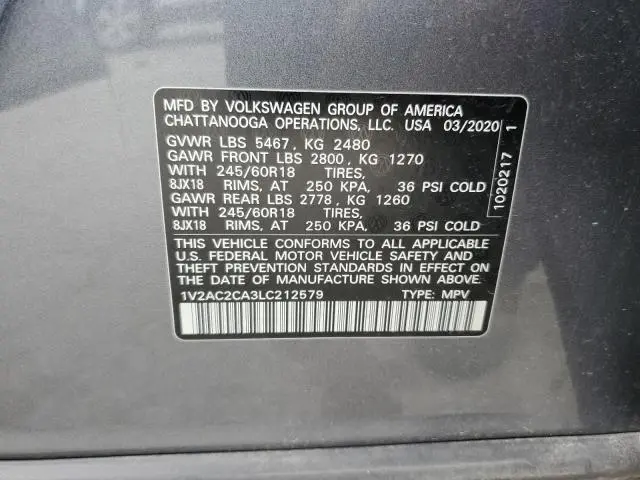 MFD BY VOLKSWAGEN GROUP OF AMERICA
CHATTANOOGA OPERATIONS, LLC. USA 03/2020
GVWR LBS 5467, KG 2480
GAWR FRONT LBS 2800, KG 1270
WITH 245/60R18 TIRES,
8JX18 RIMS, AT 250 KPA, 36 PSI COLD
GAWR REAR LBS 2778, KG 1260
WITH 245/60R18 TIRES,
8JX18 RIMS, AT 250 KPA, 36 PSI COLD
THIS VEHICLE CONFORMS TO ALL APPLICABLE
U.S. FEDERAL MOTOR VEHICLE SAFETY AND
THEFT PREVENTION STANDARDS IN EFFECT ON
THE DATE OF MANUFACTURE SHOWN ABOVE.
1V2AC2CA3LC212579 TYPE: MPV
1020217 1